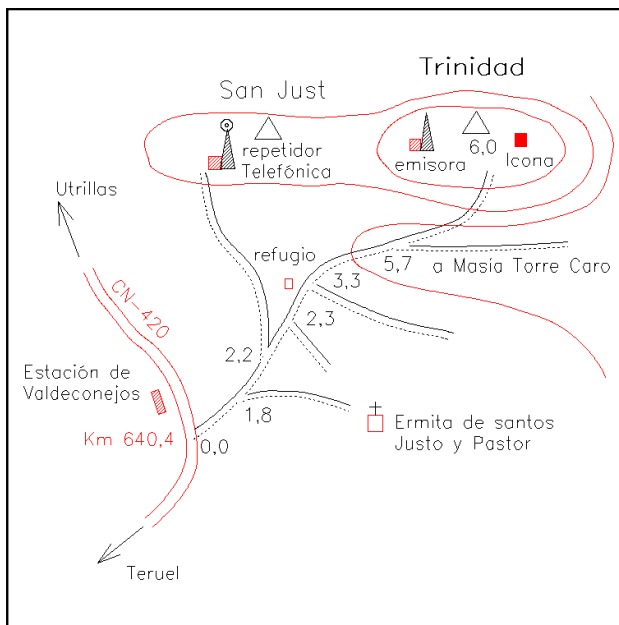 Trinidad
San Just
repetidor
Telefónica
emisora
6,0
Icona
Utrillas
refugio
CN-420
3,3
5,7
a Masía Torre Caro
2,3
2,2
Estación de
Valdeconejos
1,8
Km 640,4
0,0
Ermita de santos
Justo y Pastor
Teruel